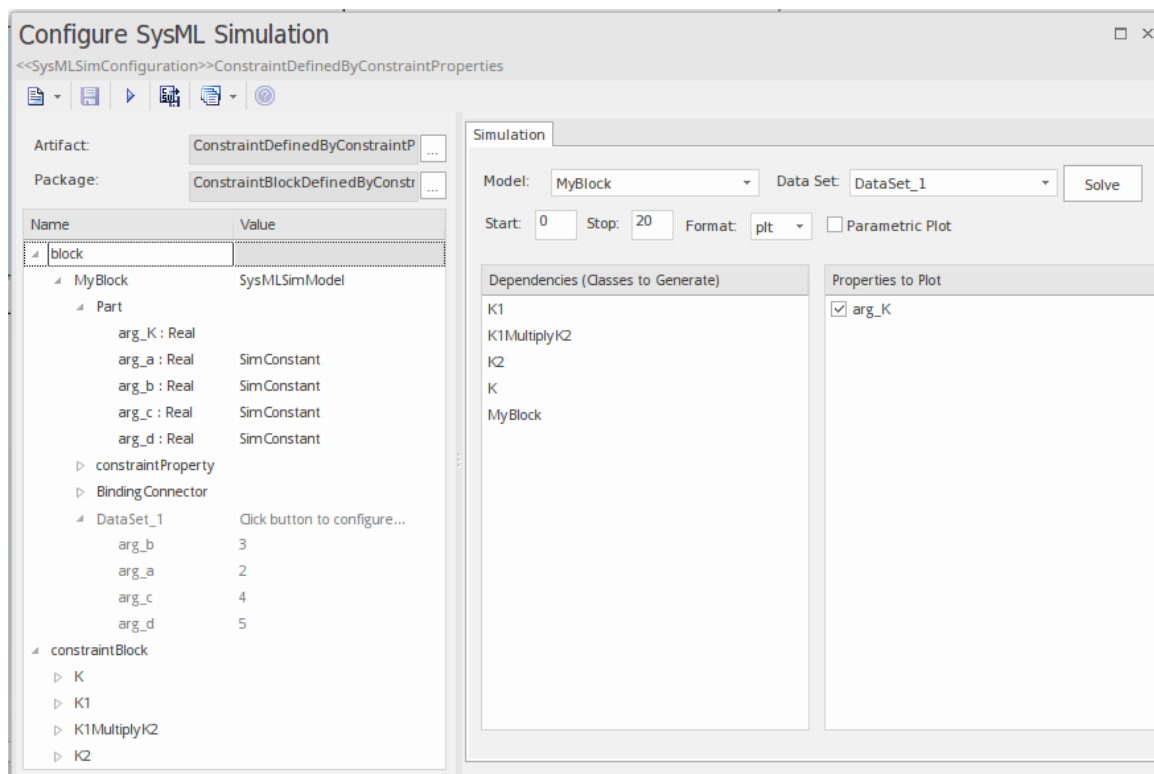 Configure SysML Simulation
<<SysMLSimConfiguration>>ConstraintDefinedByConstraintProperties
Artifact: ConstraintDefinedByConstraintP ...
Package: ConstraintBlockDefinedByConstr ...
Name Value
block
MyBlock SysMLSimModel
Part
arg_K : Real
arg_a : Real SimConstant
arg_b : Real SimConstant
arg_c : Real SimConstant
arg_d : Real SimConstant
constraintProperty
BindingConnector
DataSet_1 Click button to configure...
arg_b 3
arg_a 2
arg_c 4
arg_d 5
constraintBlock
K
K1
K1MultiplyK2
K2
Simulation
Model: MyBlock Data Set: DataSet_1 Solve
Start: 0 Stop: 20 Format: plt Parametric Plot
Dependencies (Classes to Generate)
K1
K1MultiplyK2
K2
K
MyBlock
Properties to Plot
arg_K